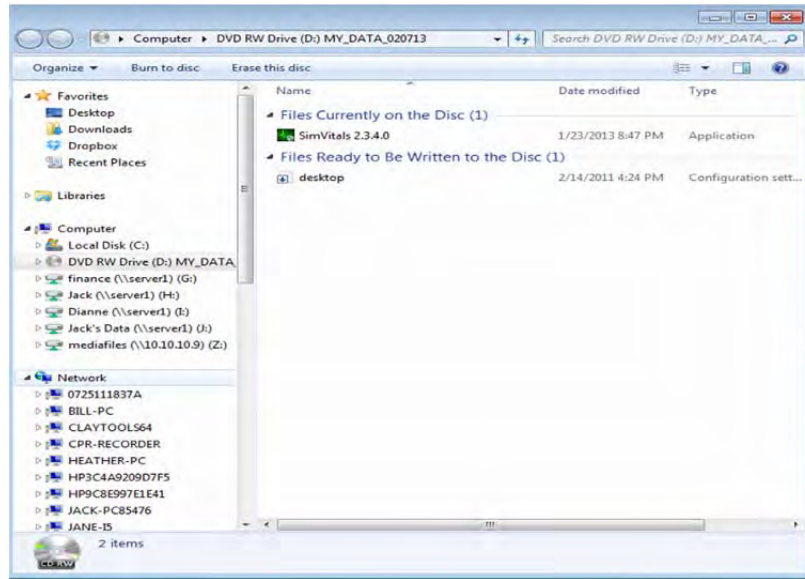 Computer ▸ DVD RW Drive (D:) MY_DATA_020713
Search DVD RW Drive (D:) MY_DATA_...
Organize Burn to disc Erase this disc
Favorites
Desktop
Downloads
Dropbox
Recent Places
Libraries
Computer
Local Disk (C:)
DVD RW Drive (D:) MY_DATA_
finance (\\server1) (G:)
Jack (\\server1) (H:)
Dianne (\\server1) (I:)
Jack's Data (\\server1) (J:)
mediafiles (\\10.10.10.9) (Z:)
Network
0725111837A
BILL-PC
CLAYTOOLS64
CPR-RECORDER
HEATHER-PC
HP3C4A9209D7F5
HP9C8E997E1E41
JACK-PC85476
JANE-I5
Name Date modified Type
Files Currently on the Disc (1)
SimVitals 2.3.4.0 1/23/2013 8:47 PM Application
Files Ready to Be Written to the Disc (1)
desktop 2/14/2011 4:24 PM Configuration sett...
2 items
CD-RW